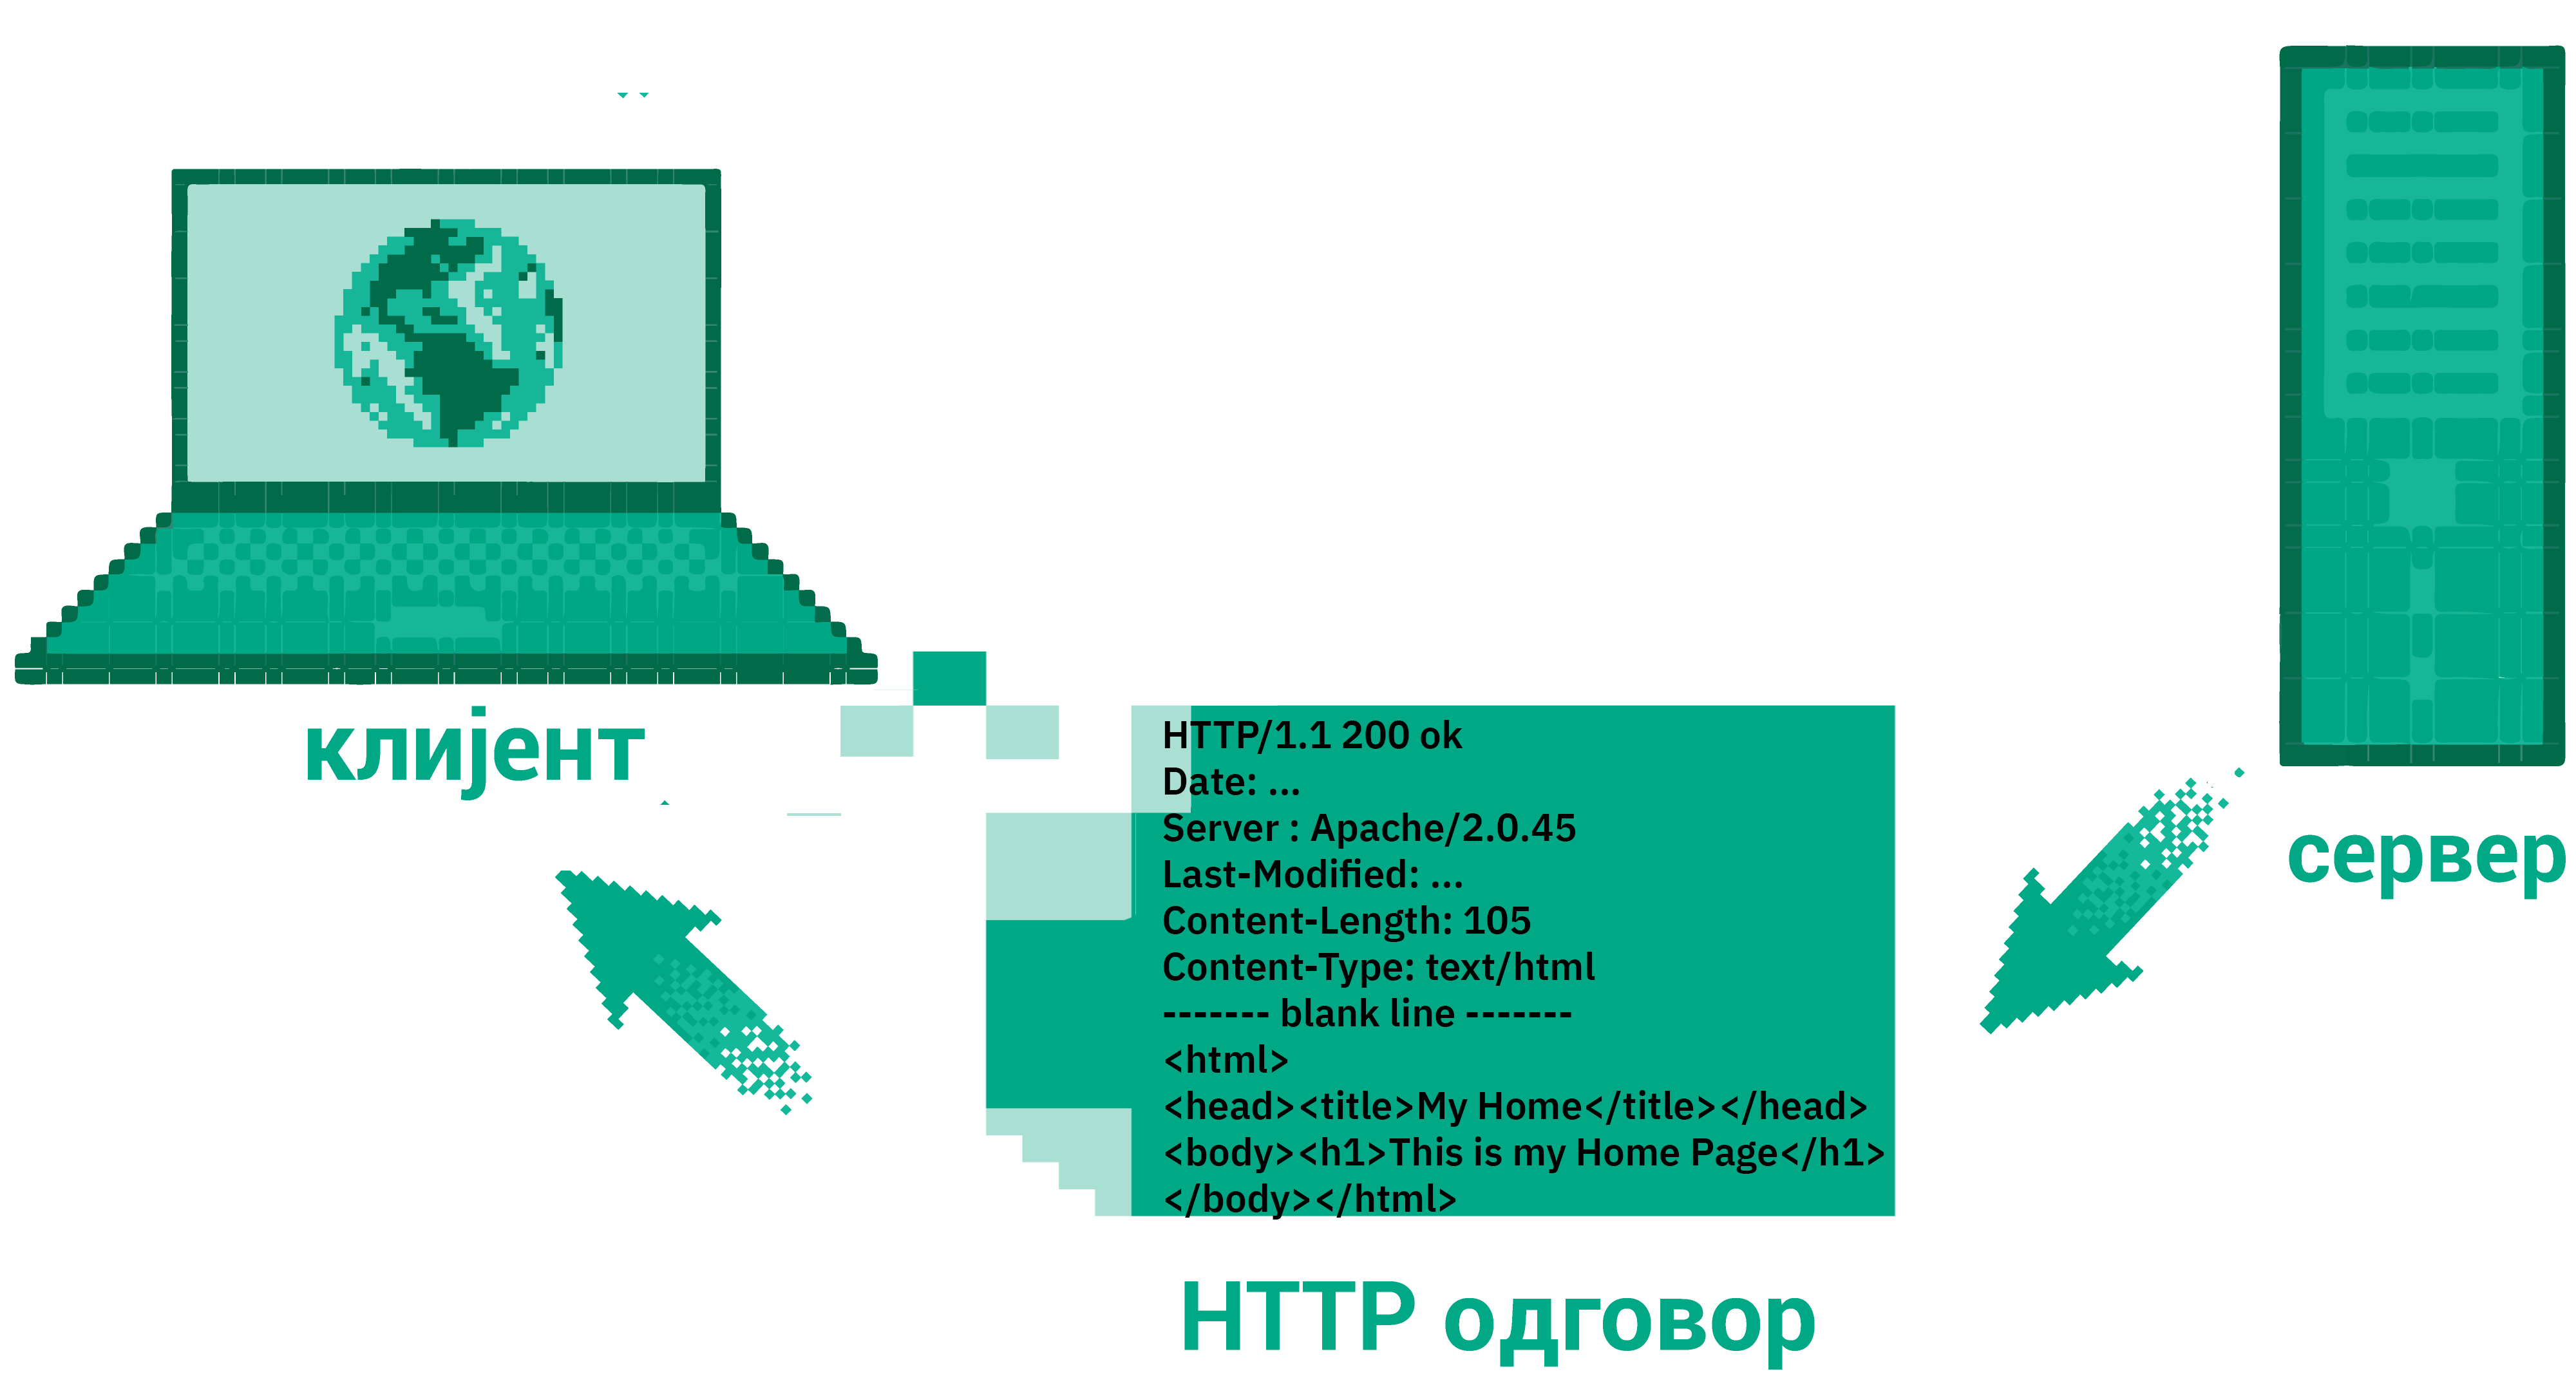 клијент
сервер
HTTP/1.1 200 ok
Date: ...
Server : Apache/2.0.45
Last-Modified: ...
Content-Length: 105
Content-Type: text/html
------- blank line -------
<html>
<head><title>My Home</title></head>
<body><h1>This is my Home Page</h1>
</body></html>
HTTP одговор